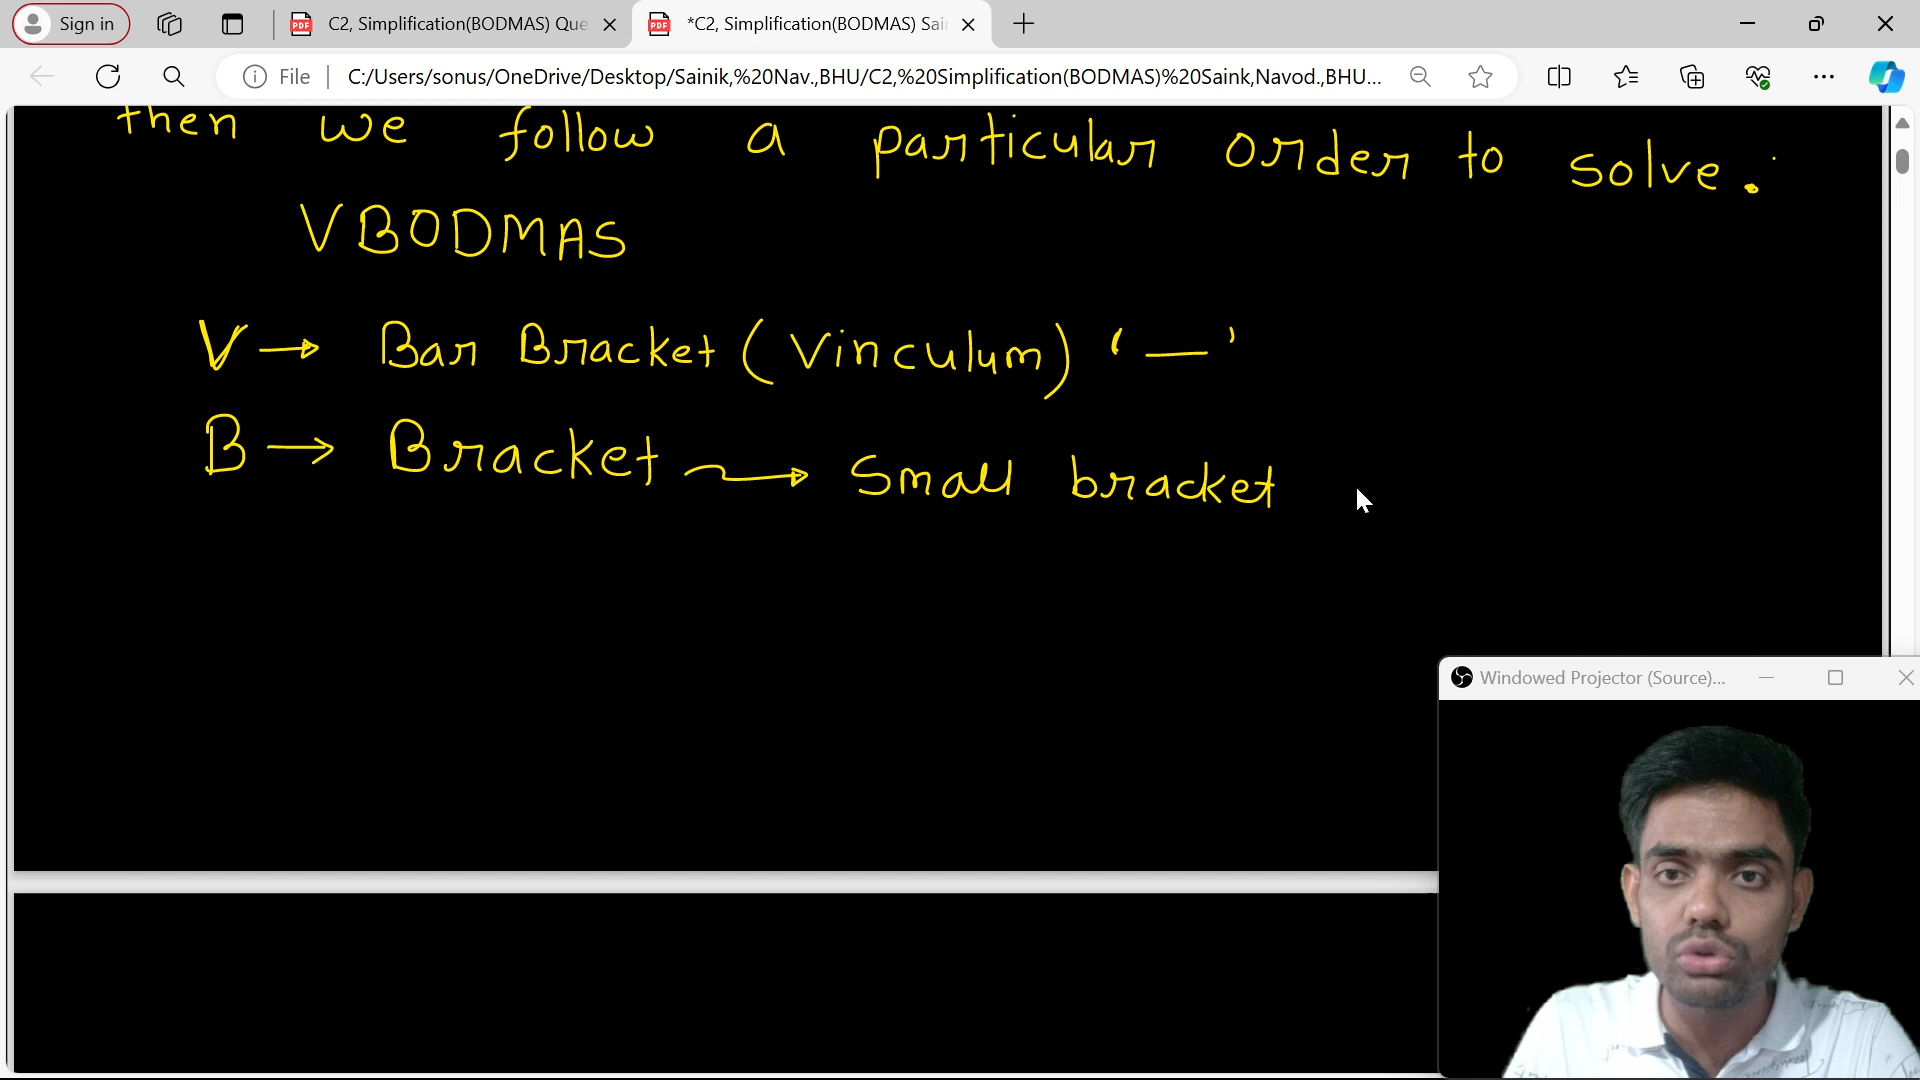 Sign in
C2, Simplification(BODMAS) Que
*C2, Simplification(BODMAS) Sai
File
C:/Users/sonus/OneDrive/Desktop/Sainik,%20Nav.,BHU/C2,%20Simplification(BODMAS)%20Saink,Navod.,BHU...
then we follow a particular order to solve.
VBODMAS
V → Bar Bracket (Vinculum) '—'
B → Bracket → Small bracket
Windowed Projector (Source)...